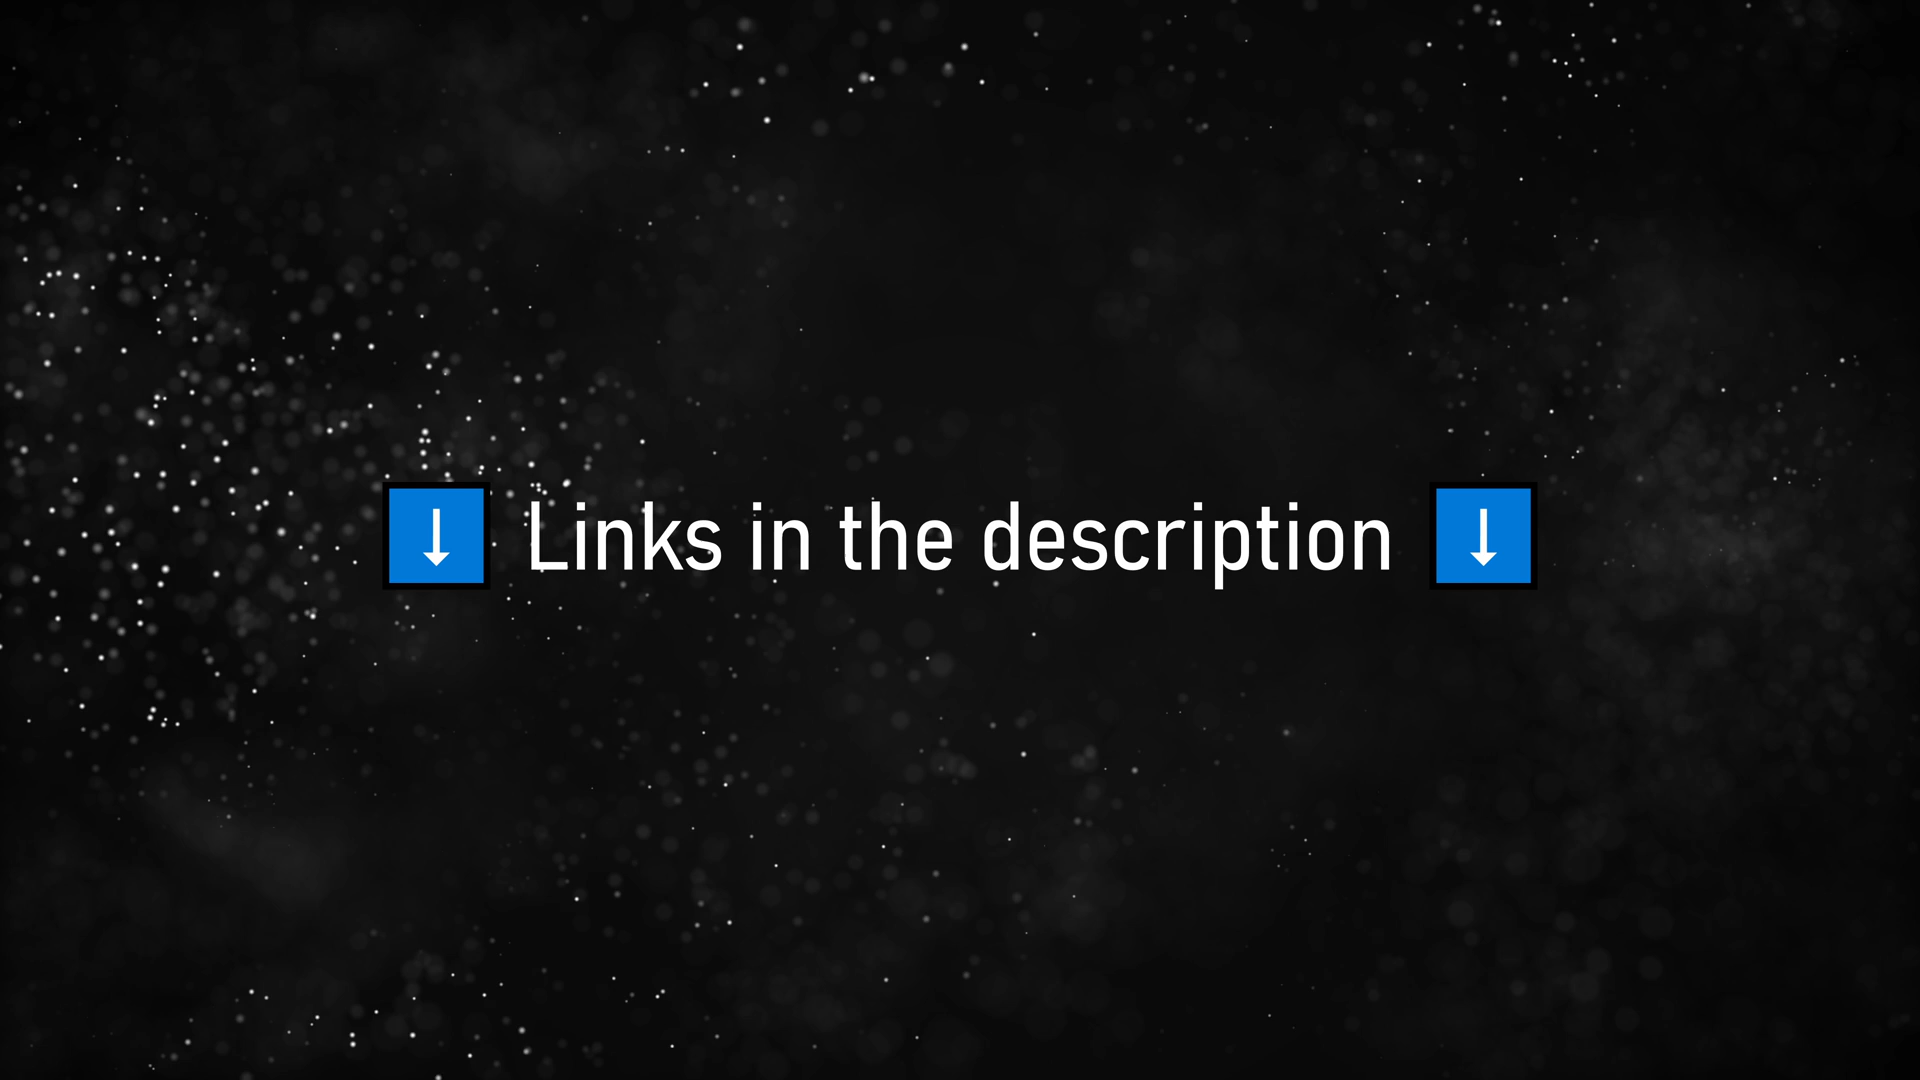 ⬇ Links in the description ⬇